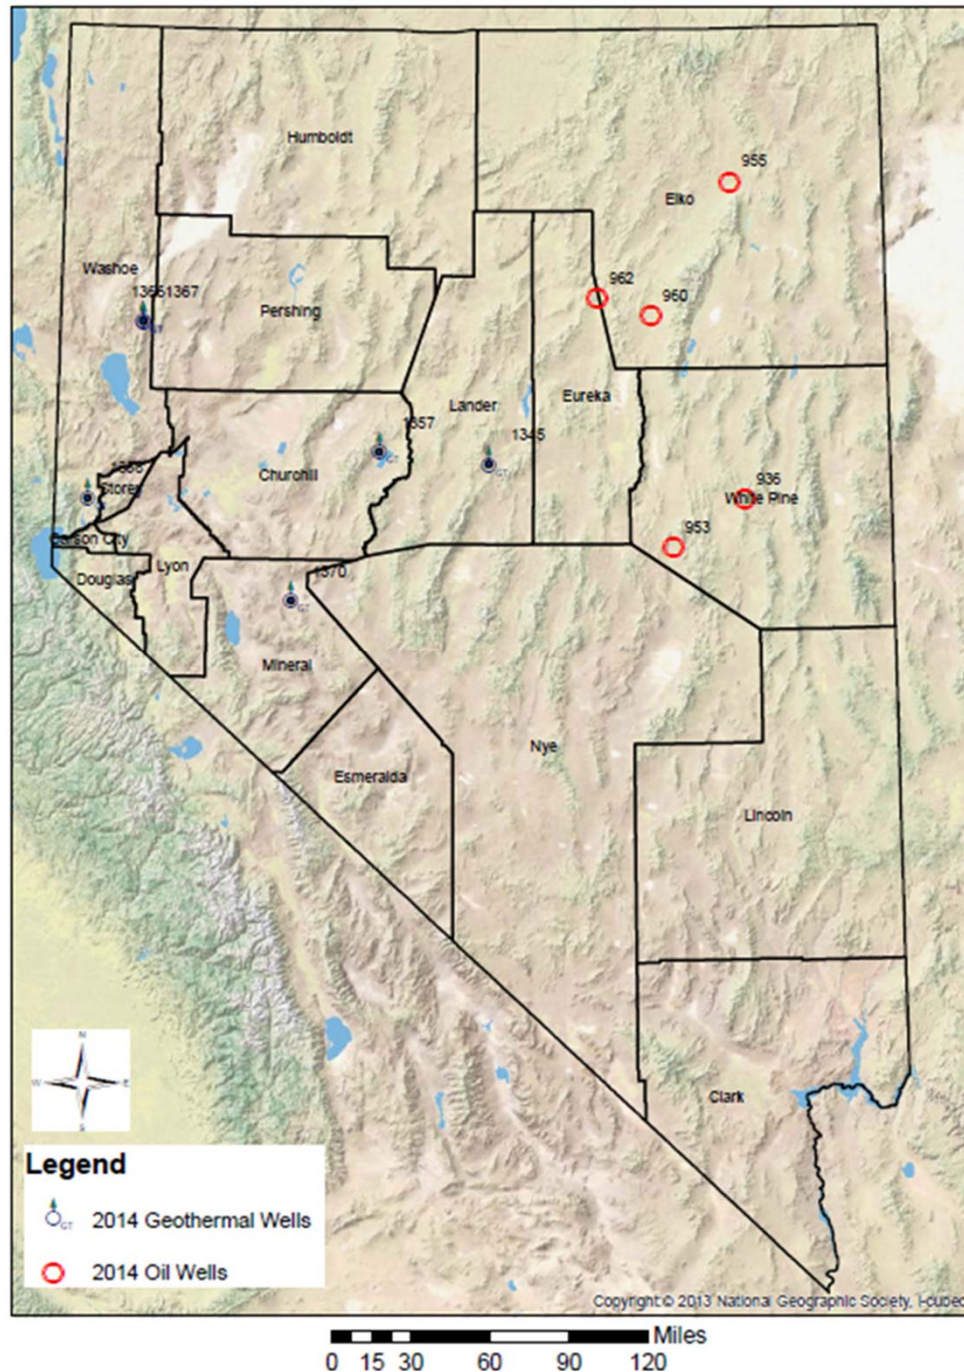 Humboldt
955
Elko
Washoe
962
960
13661367
Pershing
Lander
Eureka
1357
1345
Churchill
Storey
936
White Pine
953
Carson City
Douglas
Lyon
1370
Mineral
Nye
Esmeralda
Lincoln
Clark
N
W E
S
Legend
GT 2014 Geothermal Wells
2014 Oil Wells
Copyright:© 2013 National Geographic Society, i-cubed
Miles
0 15 30 60 90 120